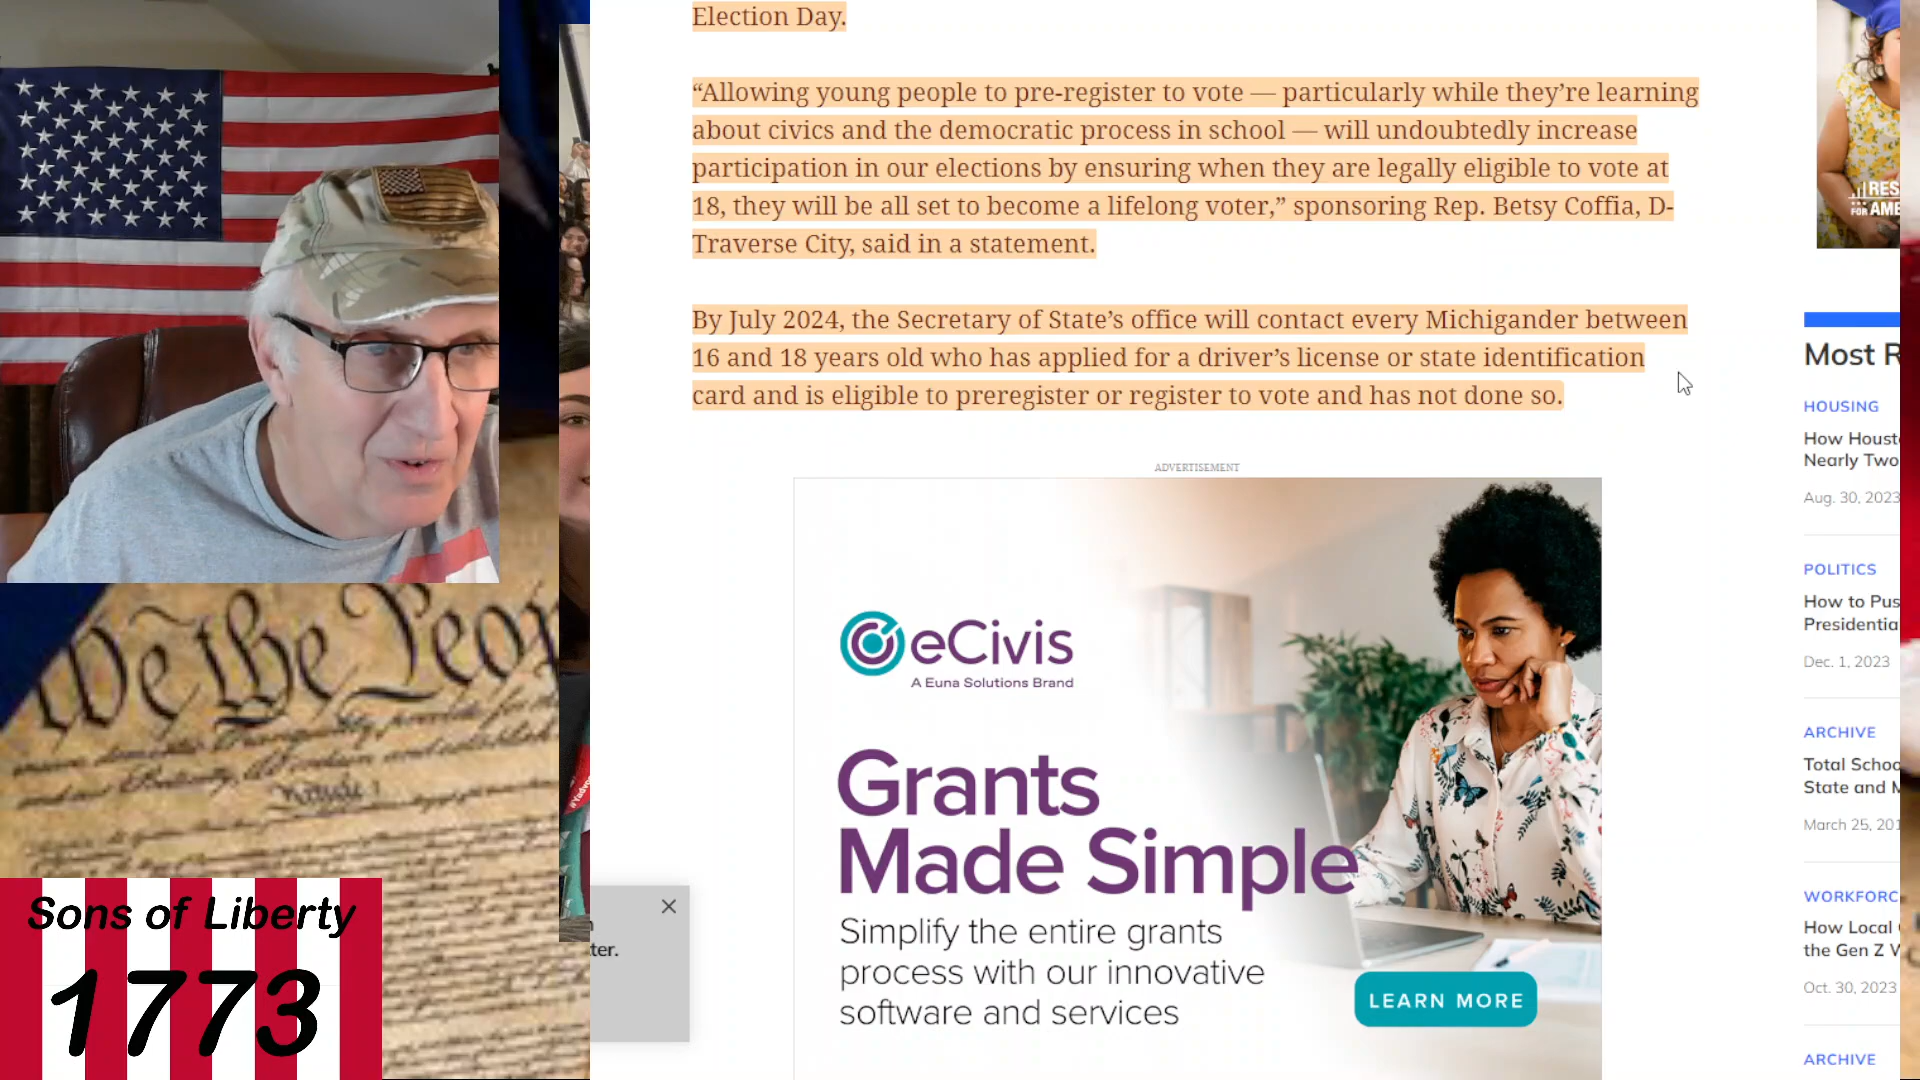 Election Day.
“Allowing young people to pre-register to vote — particularly while they’re learning
about civics and the democratic process in school — will undoubtedly increase
participation in our elections by ensuring when they are legally eligible to vote at
18, they will be all set to become a lifelong voter,” sponsoring Rep. Betsy Coffia, D-
Traverse City, said in a statement.
By July 2024, the Secretary of State’s office will contact every Michigander between
16 and 18 years old who has applied for a driver’s license or state identification
card and is eligible to preregister or register to vote and has not done so.
ADVERTISEMENT
eCivis
A Euna Solutions Brand
Grants
Made Simple
Simplify the entire grants
process with our innovative
software and services
LEARN MORE
We the Peop
Article I
Sons of Liberty
1773
ter.
RES
FOR AME
Most R
HOUSING
How Houst
Nearly Two
Aug. 30, 2023
POLITICS
How to Pus
Presidentia
Dec. 1, 2023
ARCHIVE
Total Schoo
State and M
March 25, 201
WORKFORC
How Local
the Gen Z
Oct. 30, 2023
ARCHIVE